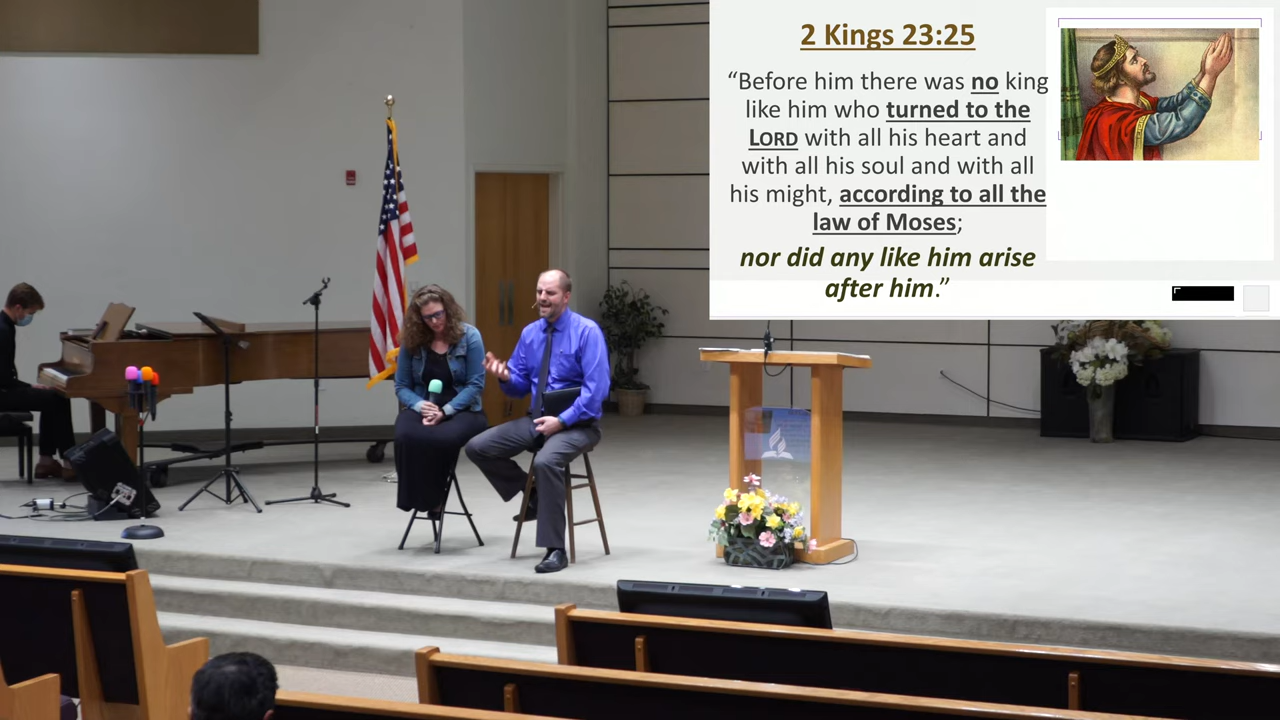 2 Kings 23:25
“Before him there was no king
like him who turned to the
LORD with all his heart and
with all his soul and with all
his might, according to all the
law of Moses;
nor did any like him arise
after him.”